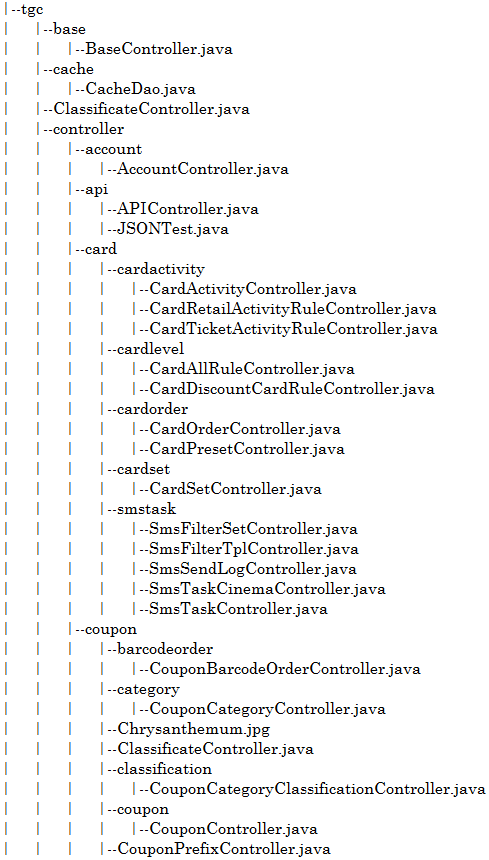 |--tgc
| |--base
| | |--BaseController.java
| |--cache
| | |--CacheDao.java
| |--ClassificateController.java
| |--controller
| | |--account
| | | |--AccountController.java
| | |--api
| | | |--APIController.java
| | | |--JSONTest.java
| | |--card
| | | |--cardactivity
| | | | |--CardActivityController.java
| | | | |--CardRetailActivityRuleController.java
| | | | |--CardTicketActivityRuleController.java
| | | |--cardlevel
| | | | |--CardAllRuleController.java
| | | | |--CardDiscountCardRuleController.java
| | | |--cardorder
| | | | |--CardOrderController.java
| | | | |--CardPresetController.java
| | | |--cardset
| | | | |--CardSetController.java
| | | |--smstask
| | | | |--SmsFilterSetController.java
| | | | |--SmsFilterTplController.java
| | | | |--SmsSendLogController.java
| | | | |--SmsTaskCinemaController.java
| | | | |--SmsTaskController.java
| | |--coupon
| | | |--barcodeorder
| | | | |--CouponBarcodeOrderController.java
| | | |--category
| | | | |--CouponCategoryController.java
| | | |--Chrysanthemum.jpg
| | | |--ClassificateController.java
| | | |--classification
| | | | |--CouponCategoryClassificationController.java
| | | |--coupon
| | | | |--CouponController.java
| | | |--CouponPrefixController.java